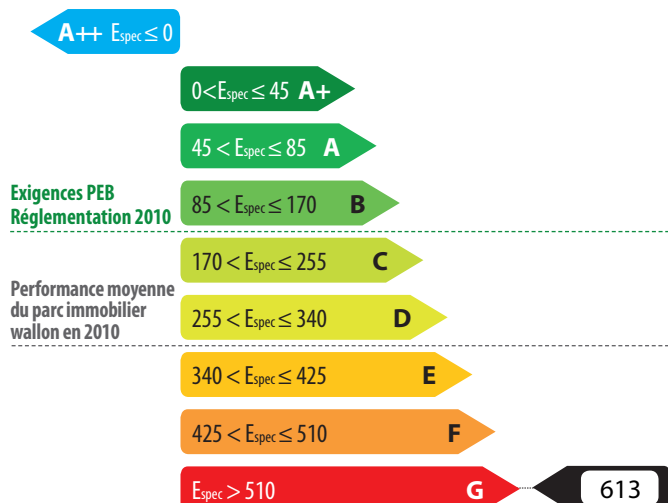 A++ Espec ≤ 0
0<Espec ≤ 45 A+
45 < Espec ≤ 85 A
Exigences PEB
Réglementation 2010
85 < Espec ≤ 170 B
170 < Espec ≤ 255 C
Performance moyenne
du parc immobilier
wallon en 2010
255 < Espec ≤ 340 D
340 < Espec ≤ 425 E
425 < Espec ≤ 510 F
Espec > 510 G 613